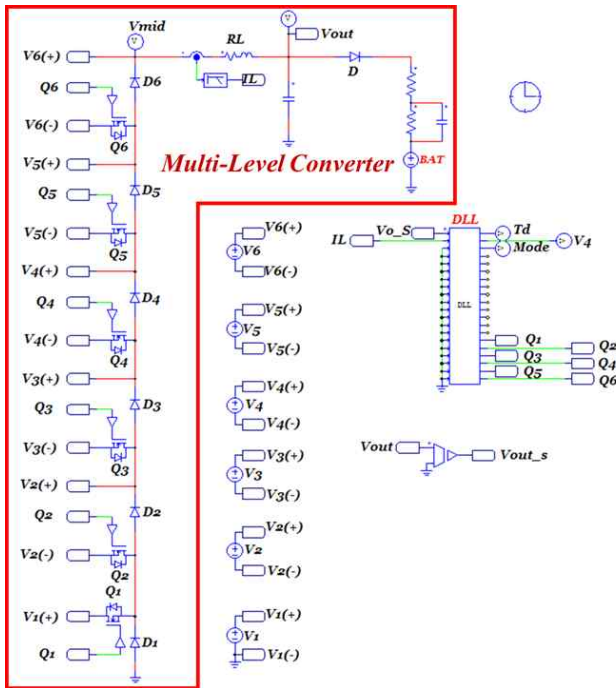 Vmid
V6(+)
RL
Vout
D6
D
Q6
IL
V6(-)
Q6
V5(+)
Multi-Level Converter
BAT
Q5
D5
V5(-)
Q5
V4(+)
Q4
D4
V4(-)
Q4
V3(+)
Q3
D3
V3(-)
Q3
V2(+)
Q2
D2
V2(-)
Q2
Q1
V1(+)
Q1
D1
V6(+)
V6
V6(-)
V5(+)
V5
V5(-)
V4(+)
V4
V4(-)
V3(+)
V3
V3(-)
V2(+)
V2
V2(-)
V1(+)
V1
V1(-)
DLL
Vo_S
Td
IL
V4
Mode
DLL
Q1
Q2
Q3
Q4
Q5
Q6
Vout
Vout_s